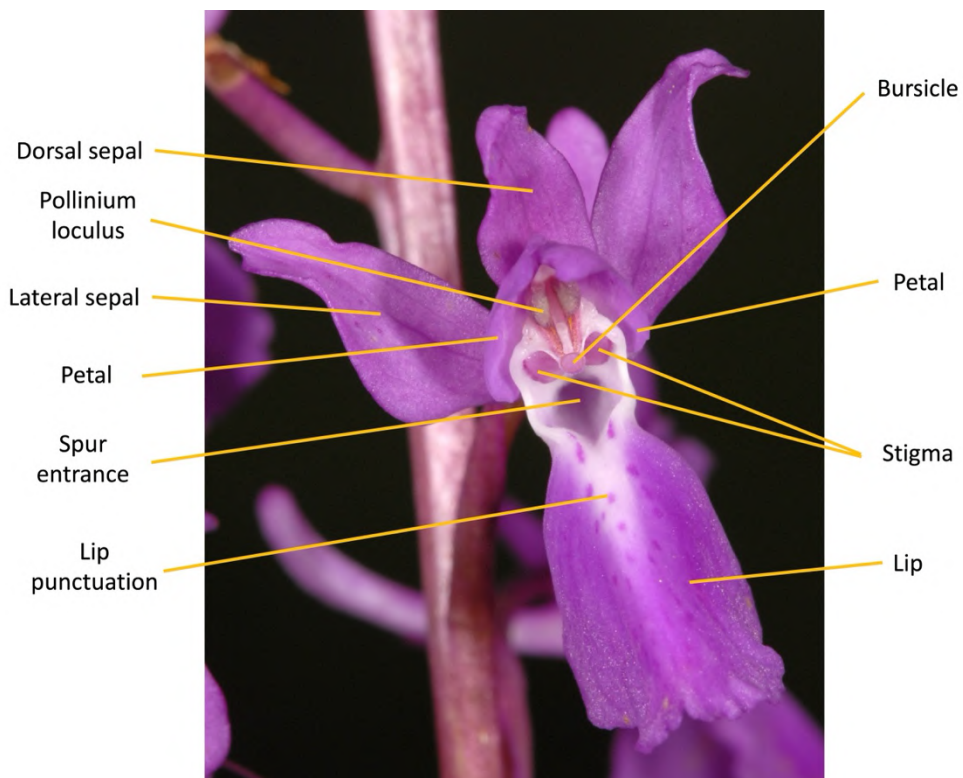 Dorsal sepal
Pollinium
loculus
Lateral sepal
Petal
Spur
entrance
Lip
punctuation
Bursicle
Petal
Stigma
Lip